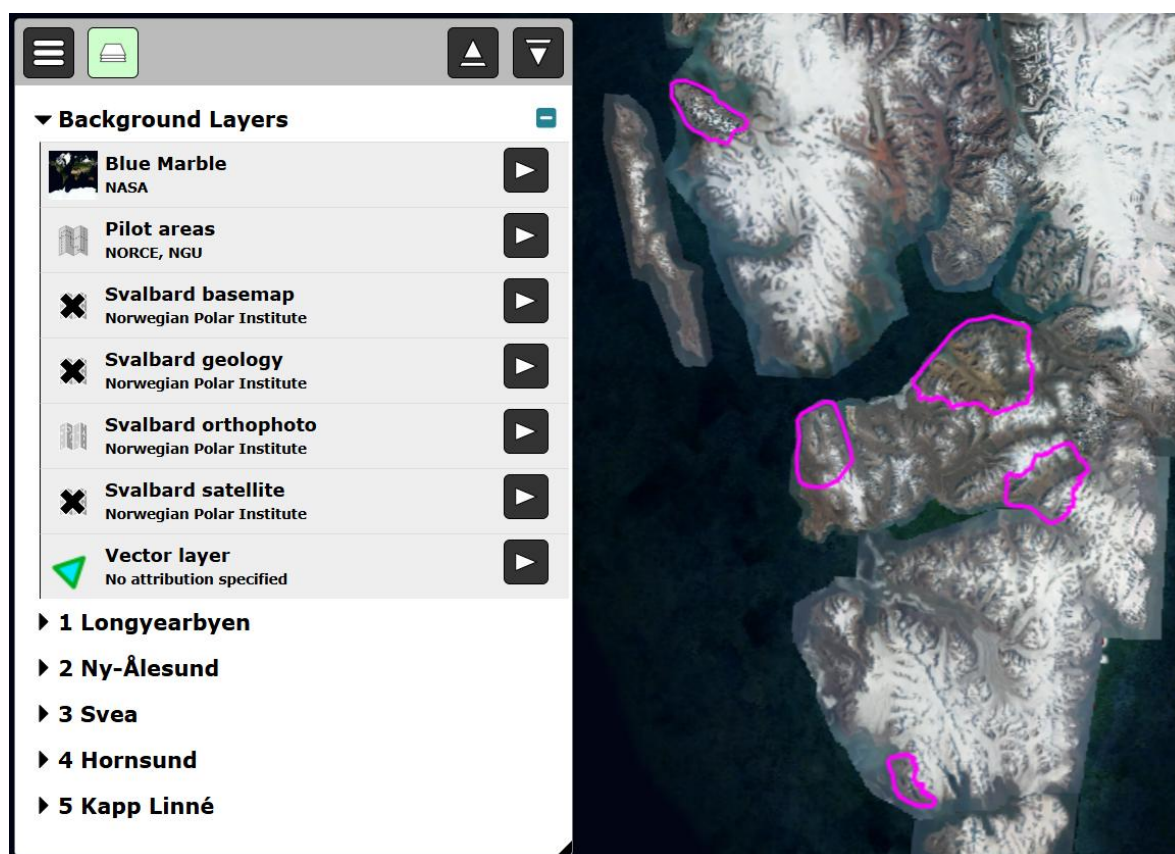 Background Layers
Blue Marble
NASA
Pilot areas
NORCE, NGU
Svalbard basemap
Norwegian Polar Institute
Svalbard geology
Norwegian Polar Institute
Svalbard orthophoto
Norwegian Polar Institute
Svalbard satellite
Norwegian Polar Institute
Vector layer
No attribution specified
1 Longyearbyen
2 Ny-Ålesund
3 Svea
4 Hornsund
5 Kapp Linné